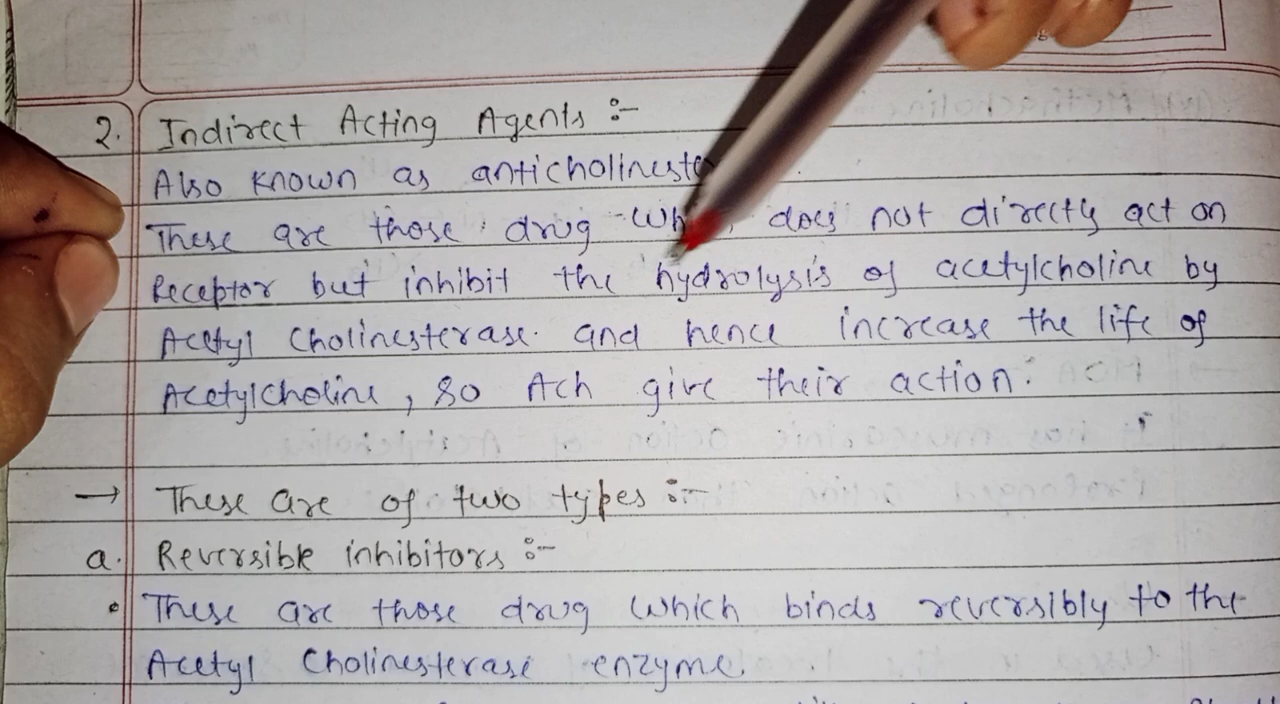 2. Indirect Acting Agents :-
Also known as
These are those drug does not directly act on
Receptor but inhibit the hydrolysis of acetylcholine by
Acetyl Cholinesterase. and hence increase the life of
Acetylcholine, so Ach give their action.
→ These are of two types :-
a. Reversible inhibitors :-
• These are those drug which binds reversibly to the
Acetyl Cholinesterase enzyme